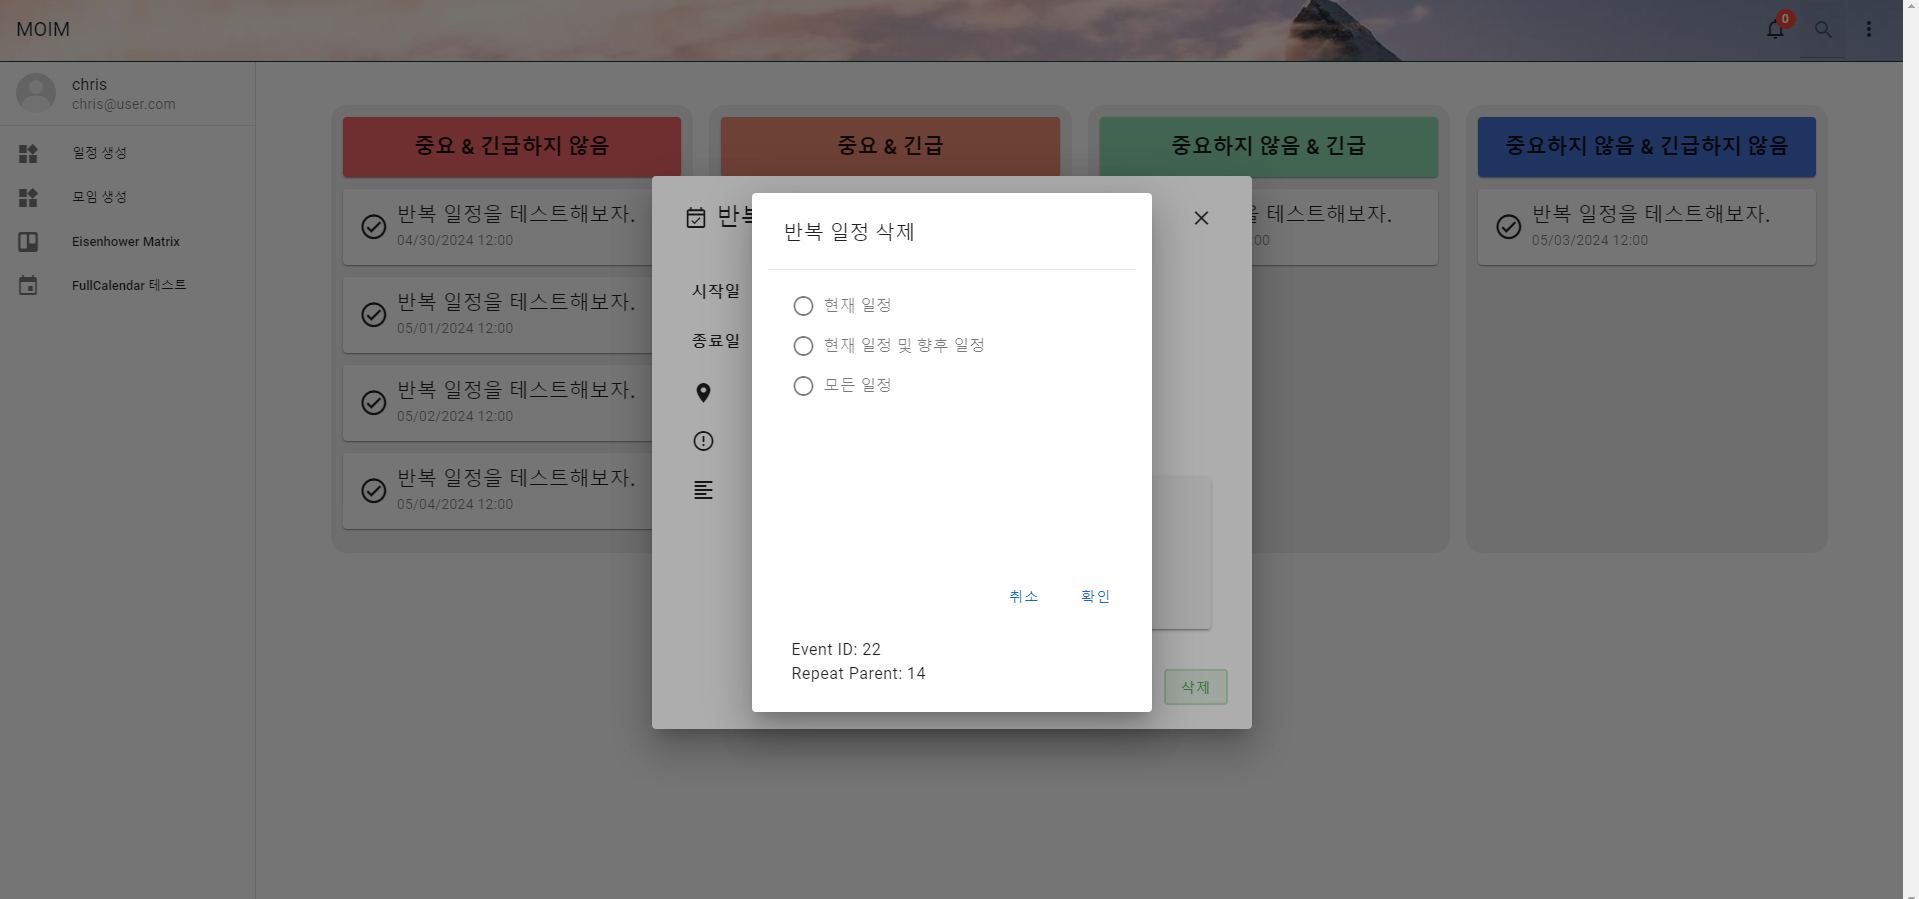 MOIM
0
chris
chris@user.com
일정 생성
모임 생성
Eisenhower Matrix
FullCalendar 테스트
중요 & 긴급하지 않음
반복 일정을 테스트해보자.
04/30/2024 12:00
반복 일정을 테스트해보자.
05/01/2024 12:00
반복 일정을 테스트해보자.
05/02/2024 12:00
반복 일정을 테스트해보자.
05/04/2024 12:00
중요 & 긴급
중요하지 않음 & 긴급
테스트해보자.
:00
중요하지 않음 & 긴급하지 않음
반복 일정을 테스트해보자.
05/03/2024 12:00
시작일
종료일
삭제
반복 일정 삭제
현재 일정
현재 일정 및 향후 일정
모든 일정
취소 확인
Event ID: 22
Repeat Parent: 14